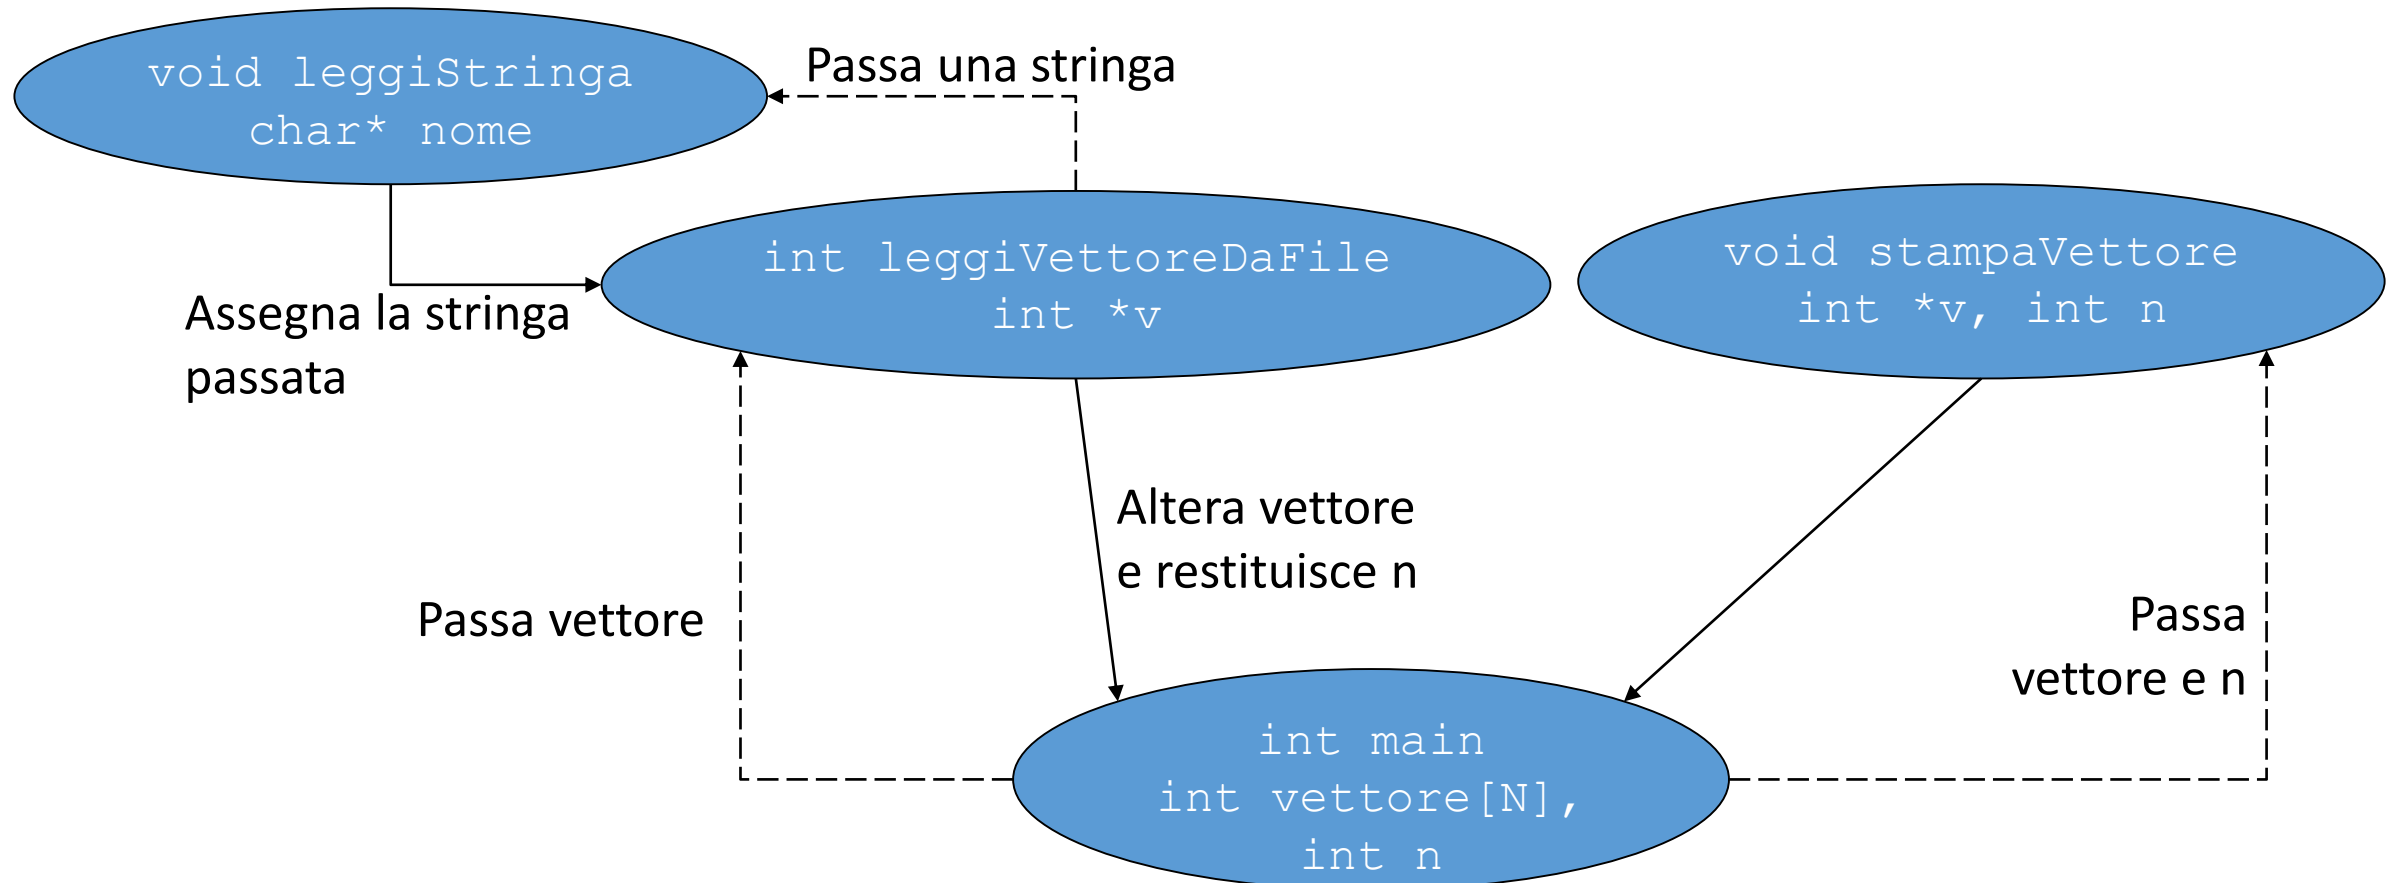 void leggiStringa
char* nome
Passa una stringa
Assegna la stringa
passata
int leggiVettoreDaFile
int *v
void stampaVettore
int *v, int n
Altera vettore
e restituisce n
Passa vettore
Passa
vettore e n
int main
int vettore[N],
int n